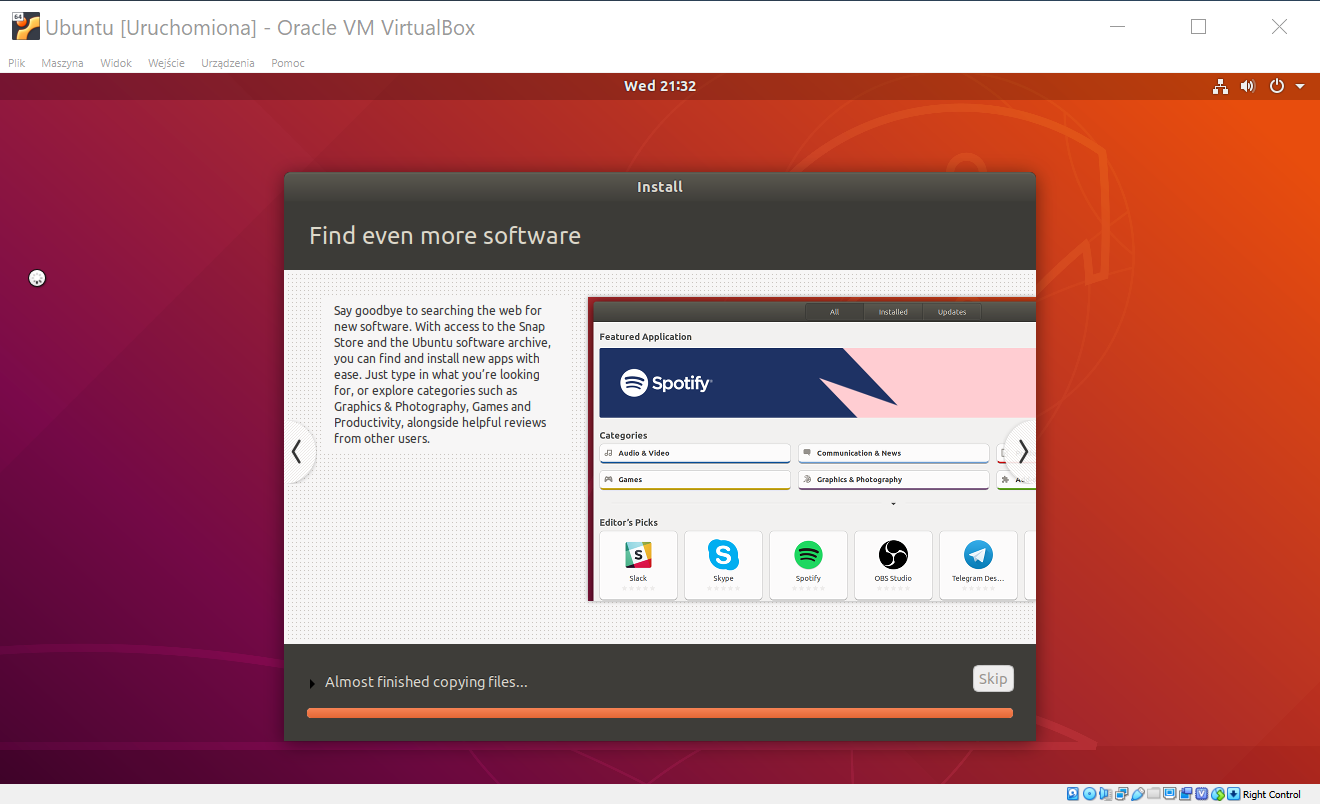 64
Ubuntu [Uruchomiona] - Oracle VM VirtualBox
Plik Maszyna Widok Wejście Urządzenia Pomoc
Wed 21:32
Install
Find even more software
Say goodbye to searching the web for
new software. With access to the Snap
Store and the Ubuntu software archive,
you can find and install new apps with
ease. Just type in what you’re looking
for, or explore categories such as
Graphics & Photography, Games and
Productivity, alongside helpful reviews
from other users.
All Installed Updates
Featured Application
Spotify
Categories
Audio & Video Communication & News
Games Graphics & Photography
Editor’s Picks
S S
Slack Skype Spotify OBS Studio Telegram Des...
Almost finished copying files...
Skip
Right Control